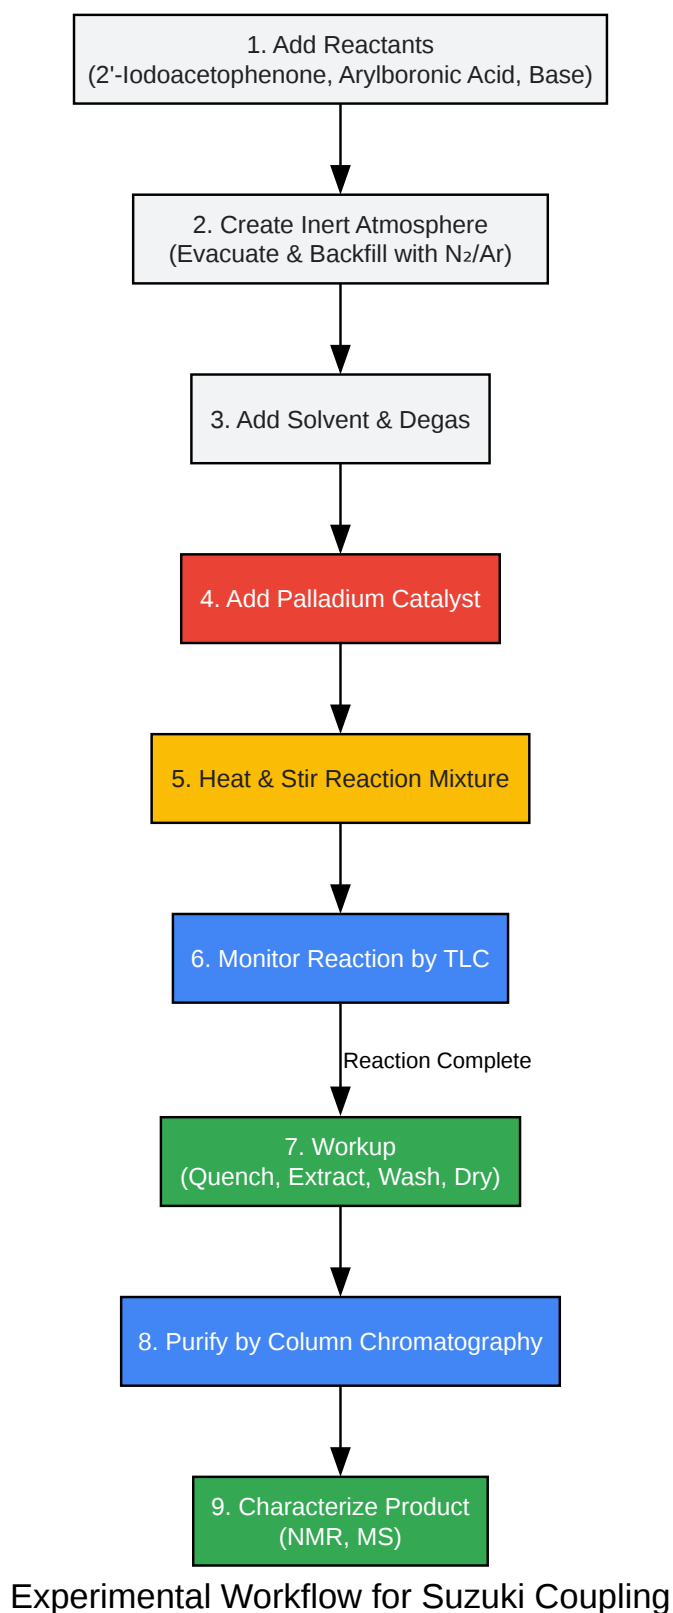 1. Add Reactants
(2'-Iodoacetophenone, Arylboronic Acid, Base)
2. Create Inert Atmosphere
(Evacuate & Backfill with N₂/Ar)
3. Add Solvent & Degas
4. Add Palladium Catalyst
5. Heat & Stir Reaction Mixture
6. Monitor Reaction by TLC
Reaction Complete
7. Workup
(Quench, Extract, Wash, Dry)
8. Purify by Column Chromatography
9. Characterize Product
(NMR, MS)
Experimental Workflow for Suzuki Coupling